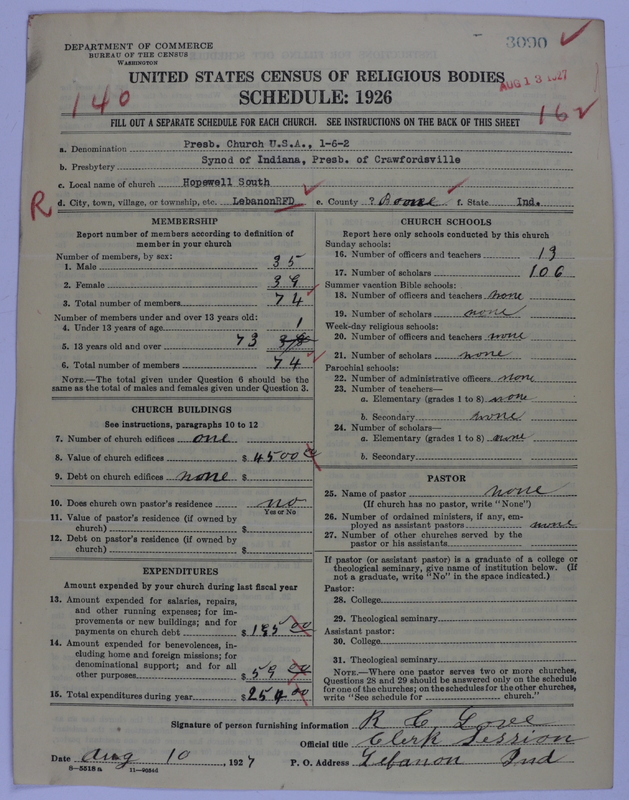 DEPARTMENT OF COMMERCE
BUREAU OF THE CENSUS
WASHINGTON
3090
UNITED STATES CENSUS OF RELIGIOUS BODIES
AUG 13 1927
SCHEDULE: 1926
140
162
FILL OUT A SEPARATE SCHEDULE FOR EACH CHURCH. SEE INSTRUCTIONS ON THE BACK OF THIS SHEET
a. Denomination Presb. Church U.S.A., 1-6-2
b. Presbytery Synod of Indiana, Presb. of Crawfordsville
c. Local name of church Hopewell South
R d. City, town, village, or township, etc. Lebanon RFD e. County ? Boone f. State Ind.
MEMBERSHIP
Report number of members according to definition of
member in your church
Number of members, by sex:
1. Male 35
2. Female 39
3. Total number of members 74
Number of members under and over 13 years old:
4. Under 13 years of age 1
5. 13 years old and over 73
6. Total number of members 74
NOTE.—The total given under Question 6 should be the
same as the total of males and females given under Question 3.
CHURCH BUILDINGS
See instructions, paragraphs 10 to 12
7. Number of church edifices one
8. Value of church edifices $ 4500 00
9. Debt on church edifices none $
10. Does church own pastor's residence no
Yes or No
11. Value of pastor's residence (if owned by
church) $
12. Debt on pastor's residence (if owned by
church) $
EXPENDITURES
Amount expended by your church during last fiscal year
13. Amount expended for salaries, repairs,
and other running expenses; for im-
provements or new buildings; and for
payments on church debt $ 195 00
14. Amount expended for benevolences, in-
cluding home and foreign missions; for
denominational support; and for all
other purposes $ 59 00
15. Total expenditures during year $ 254 00
CHURCH SCHOOLS
Report here only schools conducted by this church
Sunday schools:
16. Number of officers and teachers 13
17. Number of scholars 106
Summer vacation Bible schools:
18. Number of officers and teachers none
19. Number of scholars none
Week-day religious schools:
20. Number of officers and teachers none
21. Number of scholars none
Parochial schools:
22. Number of administrative officers none
23. Number of teachers—
a. Elementary (grades 1 to 8) none
b. Secondary none
24. Number of scholars—
a. Elementary (grades 1 to 8) none
b. Secondary
PASTOR
25. Name of pastor none
(If church has no pastor, write "None")
26. Number of ordained ministers, if any, em-
ployed as assistant pastors none
27. Number of other churches served by the
pastor or his assistants
If pastor (or assistant pastor) is a graduate of a college or
theological seminary, give name of institution below. (If
not a graduate, write "No" in the space indicated.)
Pastor:
28. College
29. Theological seminary
Assistant pastor:
30. College
31. Theological seminary
NOTE.—Where one pastor serves two or more churches,
Questions 28 and 29 should be answered only on the schedule
for one of the churches; on the schedules for the other churches,
write "See schedule for church."
Signature of person furnishing information R C
Official title Clerk Session
Date Aug 10, 1927 P. O. Address Lebanon Ind
8—5518 a